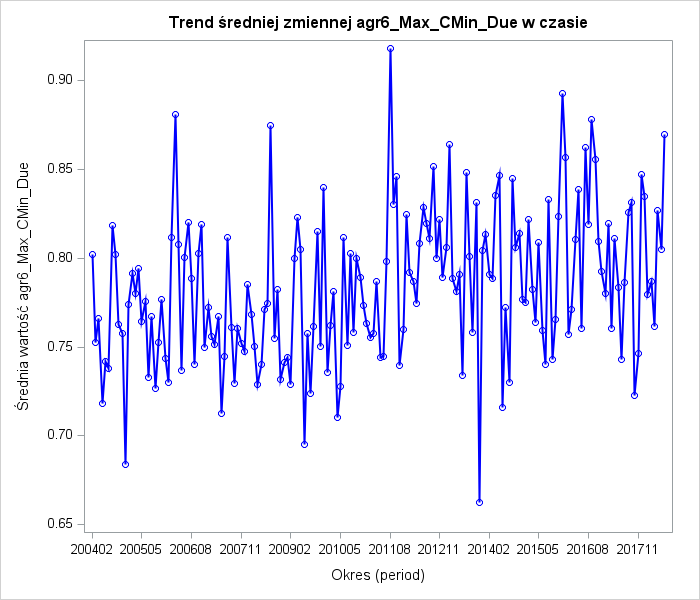 Trend średniej zmiennej agr6_Max_CMin_Due w czasie
Średnia wartość agr6_Max_CMin_Due
0.90
0.85
0.80
0.75
0.70
0.65
200402 200505 200608 200711 200902 201005 201108 201211 201402 201505 201608 201711
Okres (period)